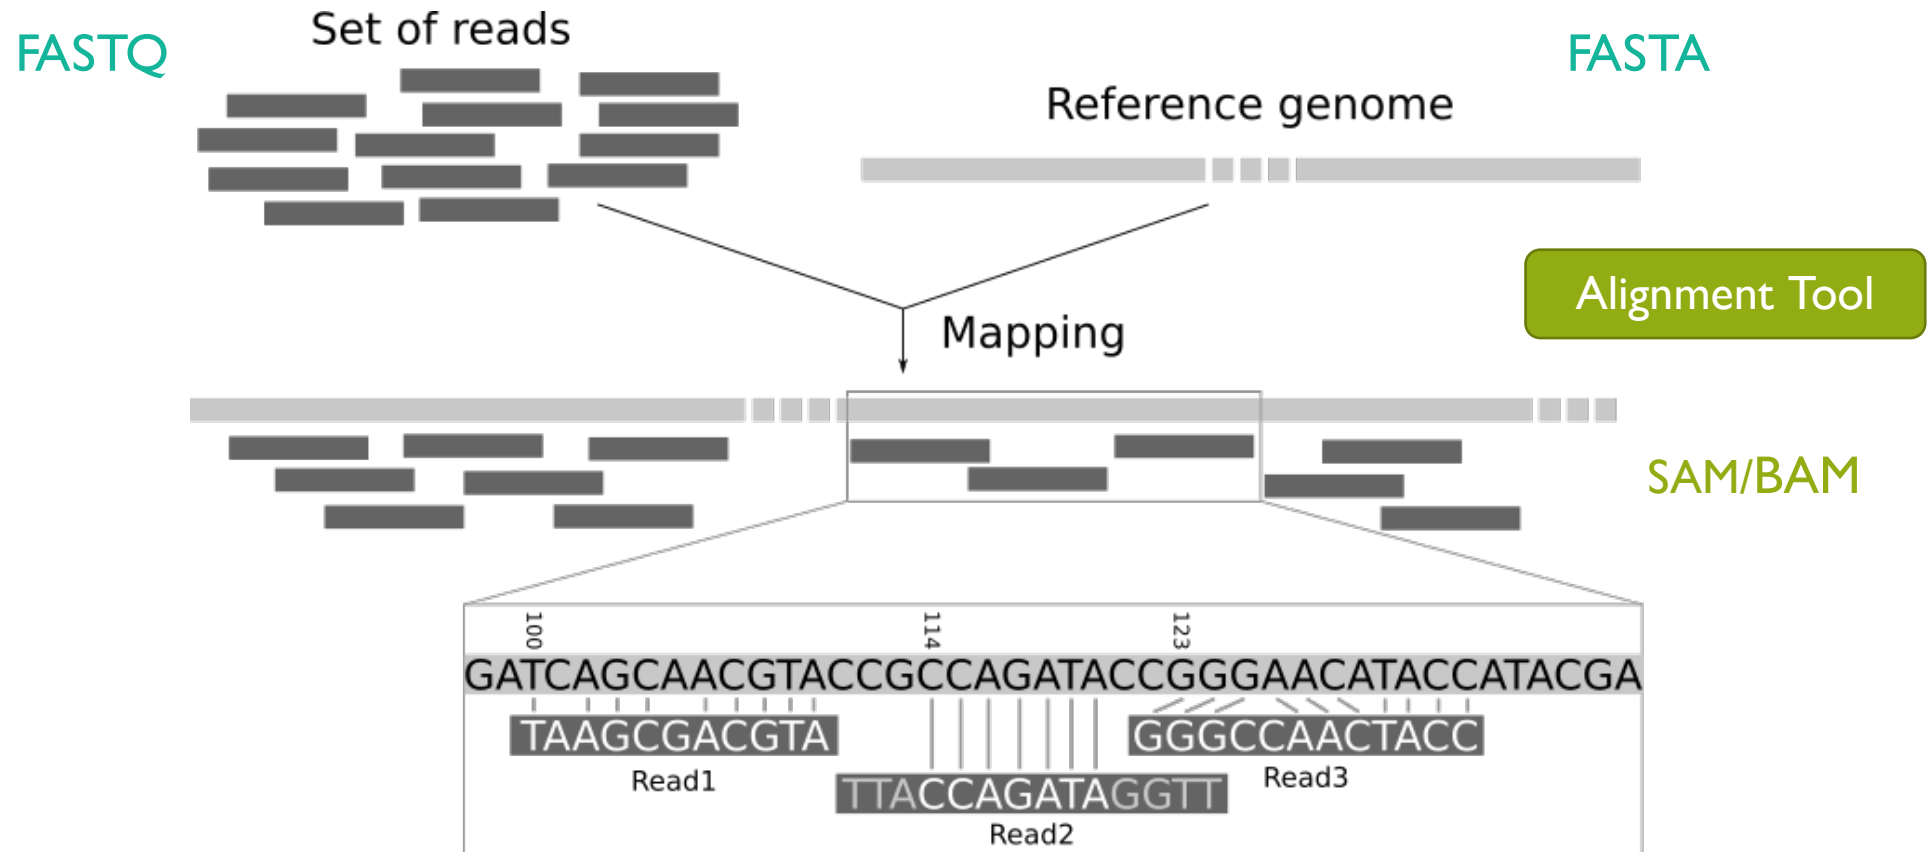 FASTQ
Set of reads
FASTA
Reference genome
Alignment Tool
Mapping
SAM/BAM
100
114
123
GATCAGCAACGTACCGCCAGATACCGGGAACATACCATACGA
TAAGCGACGTA
Read1
GGGCCAACTACC
Read3
TTACCAGATAGGTT
Read2